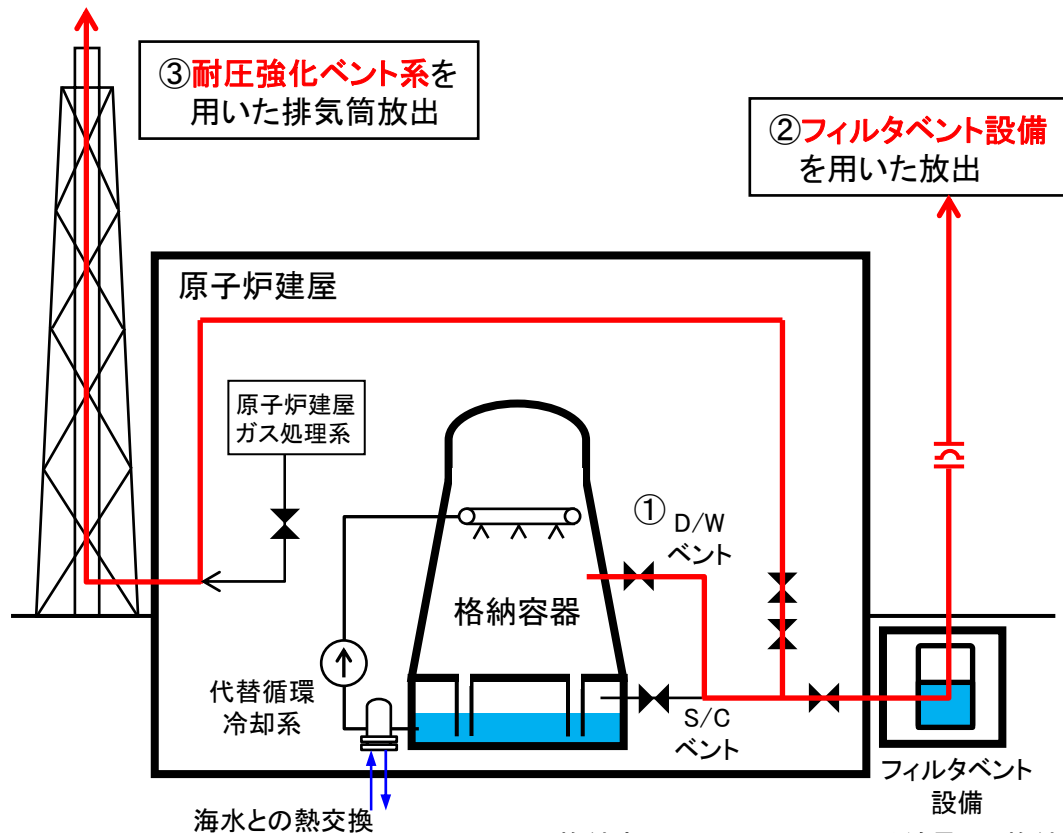 ③耐圧強化ベント系を
用いた排気筒放出
②フィルタベント設備
を用いた放出
原子炉建屋
原子炉建屋
ガス処理系
① D/W
ベント
格納容器
代替循環
冷却系
S/C
ベント
フィルタベント
設備
海水との熱交換